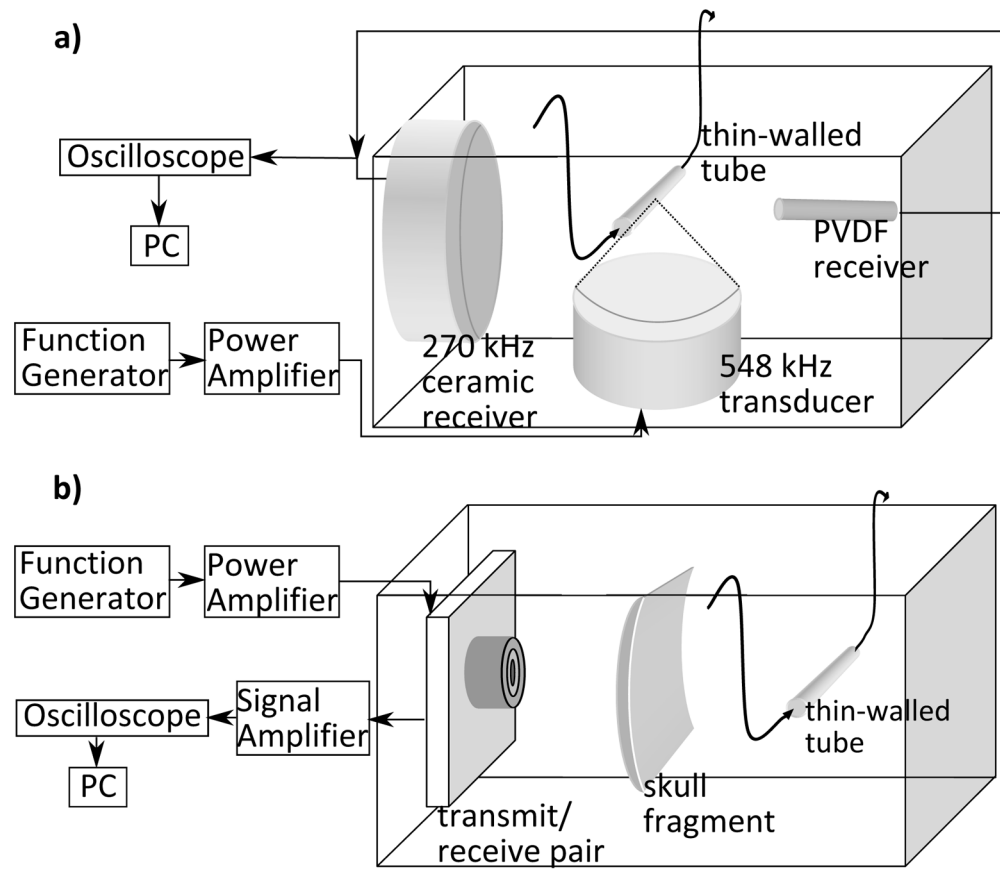 a)
thin-walled
tube
Oscilloscope
PC
PVDF
receiver
Function
Generator
Power
Amplifier
270 kHz
ceramic
receiver
548 kHz
transducer
b)
Function
Generator
Power
Amplifier
Signal
Amplifier
Oscilloscope
PC
thin-walled
tube
skull
fragment
transmit/
receive pair